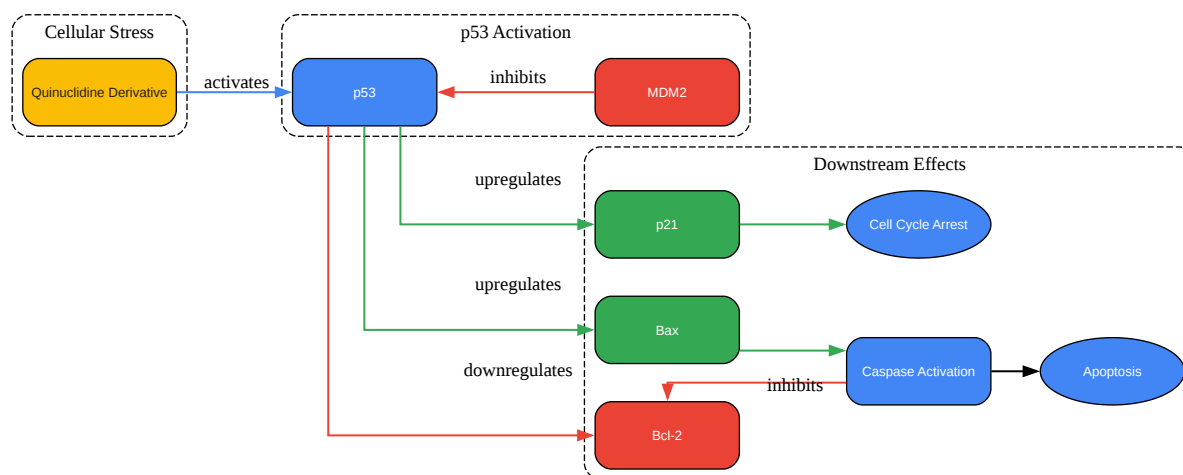 Cellular Stress
p53 Activation
Quinuclidine Derivative
activates
p53
inhibits
MDM2
Downstream Effects
upregulates
p21
Cell Cycle Arrest
upregulates
Bax
downregulates
Caspase Activation
Apoptosis
inhibits
Bcl-2